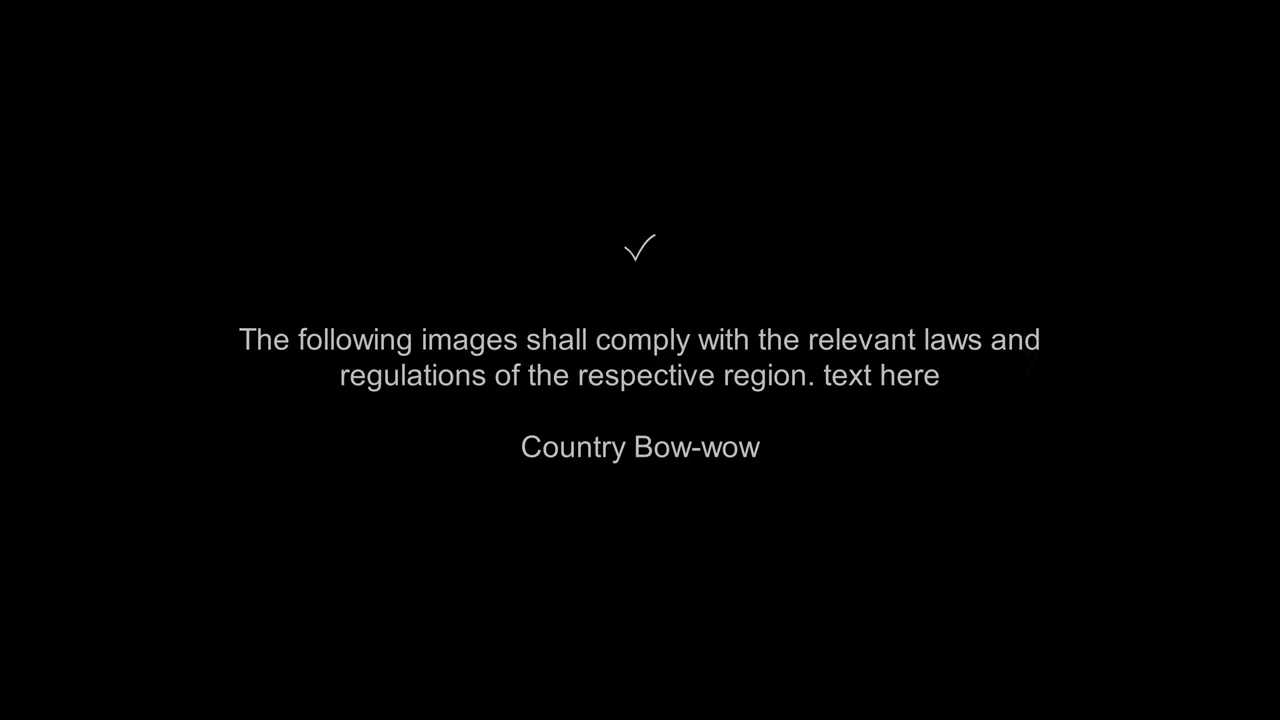 The following images shall comply with the relevant laws and
regulations of the respective region. text here
Country Bow-wow